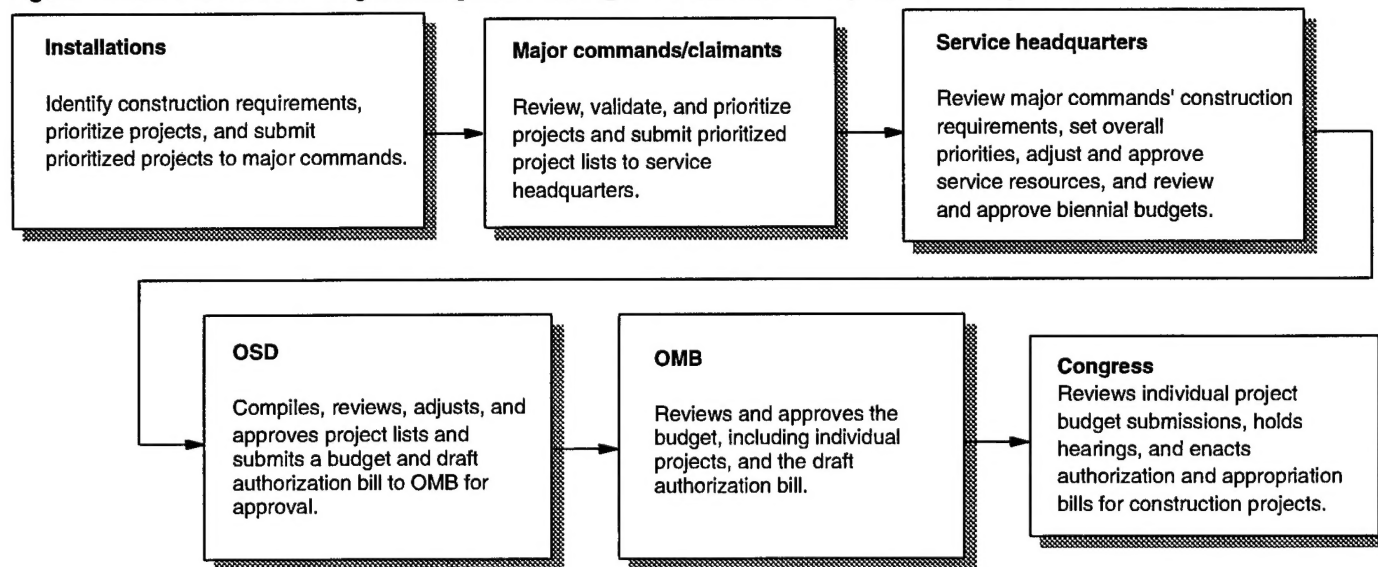 Installations
Identify construction requirements,
prioritize projects, and submit
prioritized projects to major commands.
Major commands/claimants
Review, validate, and prioritize
projects and submit prioritized
project lists to service
headquarters.
Service headquarters
Review major commands' construction
requirements, set overall
priorities, adjust and approve
service resources, and review
and approve biennial budgets.
OSD
Compiles, reviews, adjusts, and
approves project lists and
submits a budget and draft
authorization bill to OMB for
approval.
OMB
Reviews and approves the
budget, including individual
projects, and the draft
authorization bill.
Congress
Reviews individual project
budget submissions, holds
hearings, and enacts
authorization and appropriation
bills for construction projects.